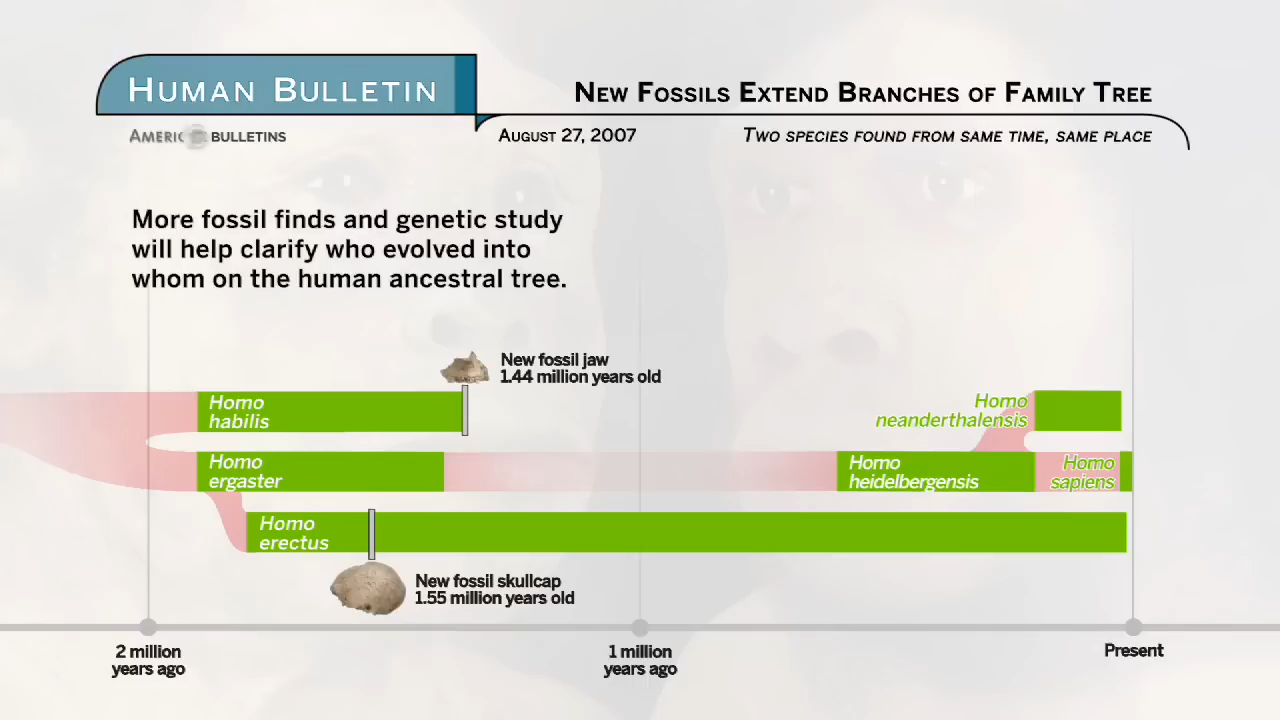 HUMAN BULLETIN
NEW FOSSILS EXTEND BRANCHES OF FAMILY TREE
BULLETINS
AUGUST 27, 2007
TWO SPECIES FOUND FROM SAME TIME, SAME PLACE
More fossil finds and genetic study
will help clarify who evolved into
whom on the human ancestral tree.
New fossil jaw
1.44 million years old
Homo
habilis
Homo
neanderthalensis
Homo
ergaster
Homo
heidelbergensis
Homo
sapiens
Homo
erectus
New fossil skullcap
1.55 million years old
2 million
years ago
1 million
years ago
Present